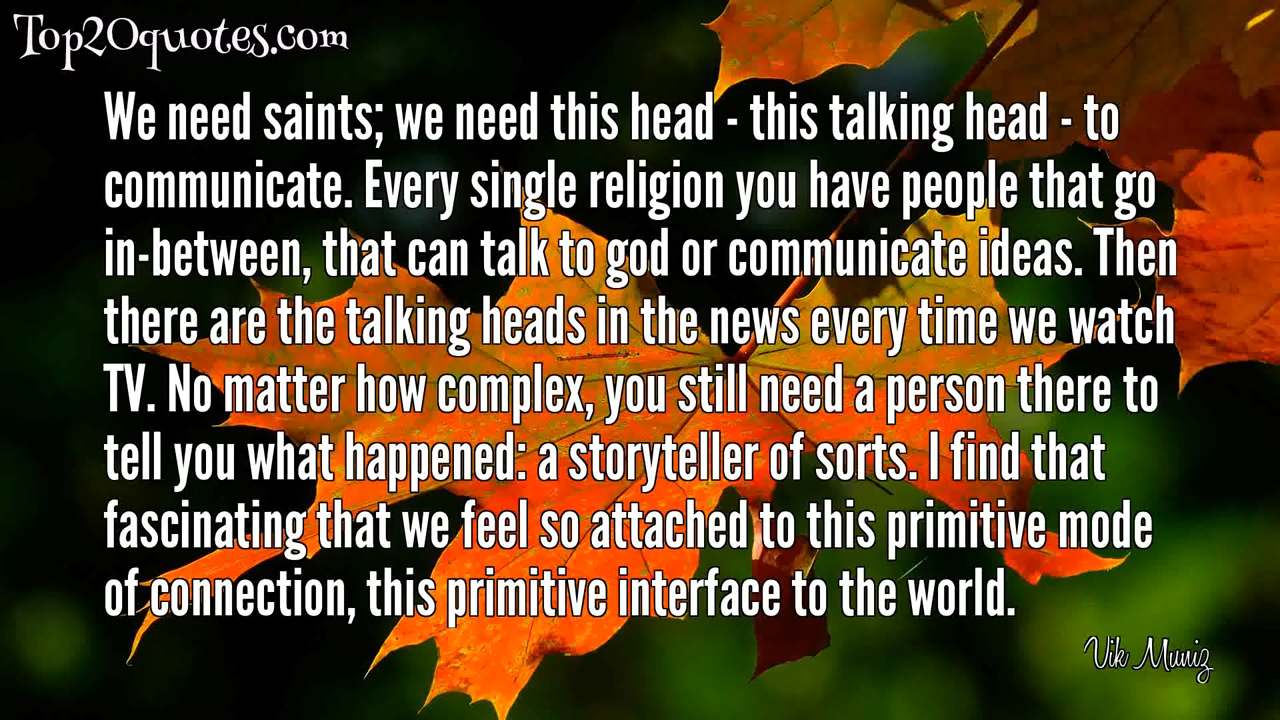 Top20quotes.com
We need saints; we need this head - this talking head - to
communicate. Every single religion you have people that go
in-between, that can talk to god or communicate ideas. Then
there are the talking heads in the news every time we watch
TV. No matter how complex, you still need a person there to
tell you what happened: a storyteller of sorts. I find that
fascinating that we feel so attached to this primitive mode
of connection, this primitive interface to the world.
Vik Muniz